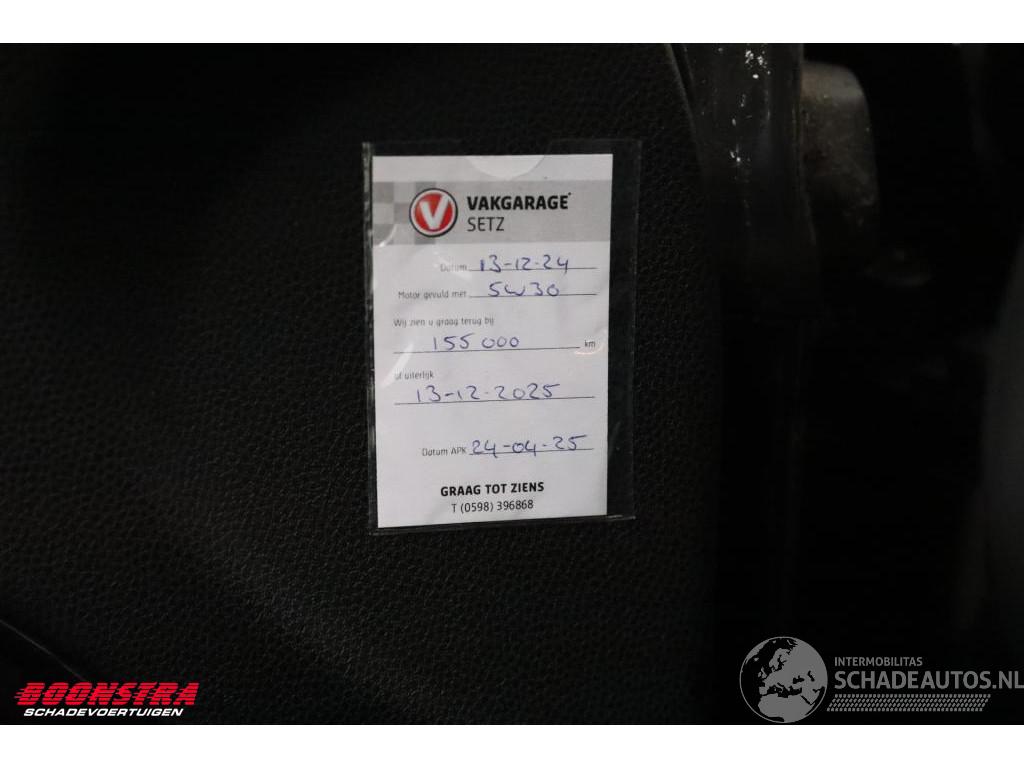 VAKGARAGE
SETZ
Datum 13-12-24
Motor gevuld met 5W30
Wij zien u graag terug bij
155 000 km
of uiterlijk
13-12-2025
Datum APK 24-04-25
GRAAG TOT ZIENS
T (0598) 396868
BOONSTRA
SCHADEVOERTUIGEN
INTERMOBILITAS
SCHADEAUTOS.NL